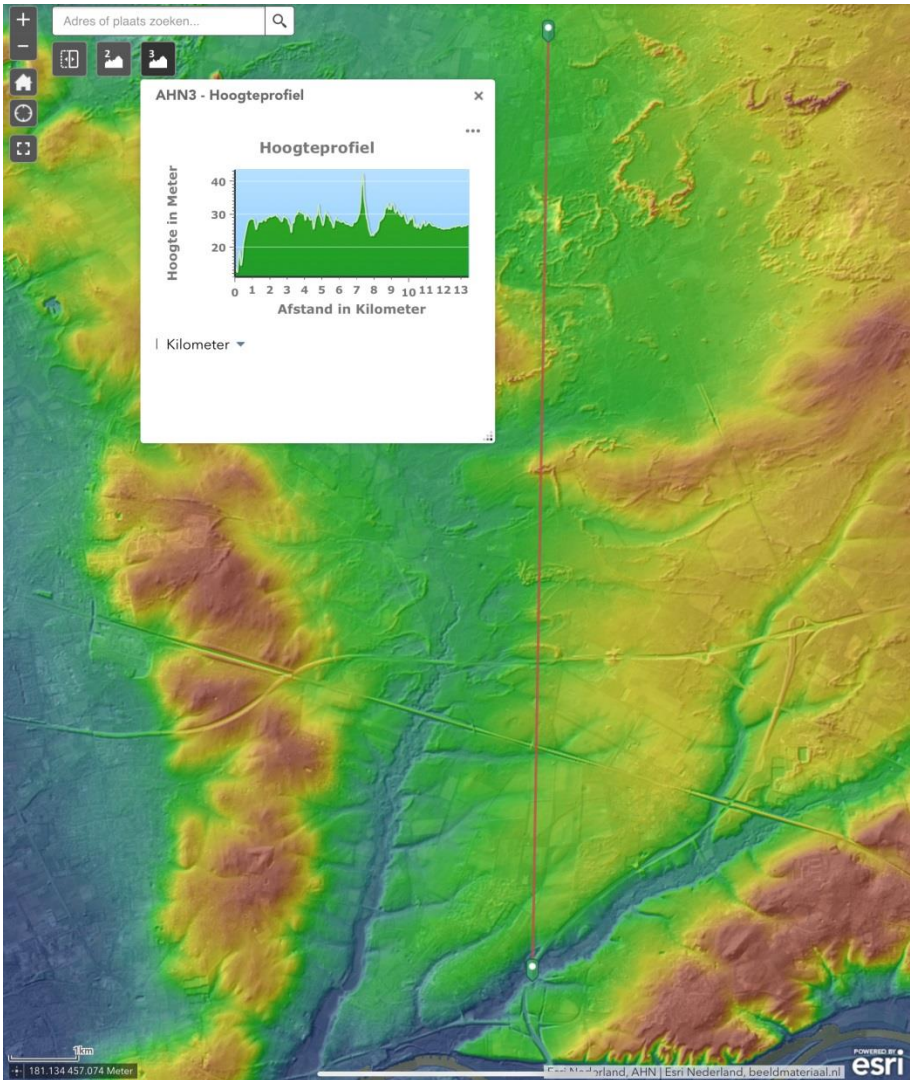 +
Adres of plaats zoeken...
−
2
3
AHN3 - Hoogteprofiel
×
...
Hoogteprofiel
Hoogte in Meter
40
30
20
0 1 2 3 4 5 6 7 8 9 10 11 12 13
Afstand in Kilometer
| Kilometer
1km
181.134 457.074 Meter
Esri Nederland, AHN | Esri Nederland, beeldmateriaal.nl
POWERED BY
esri